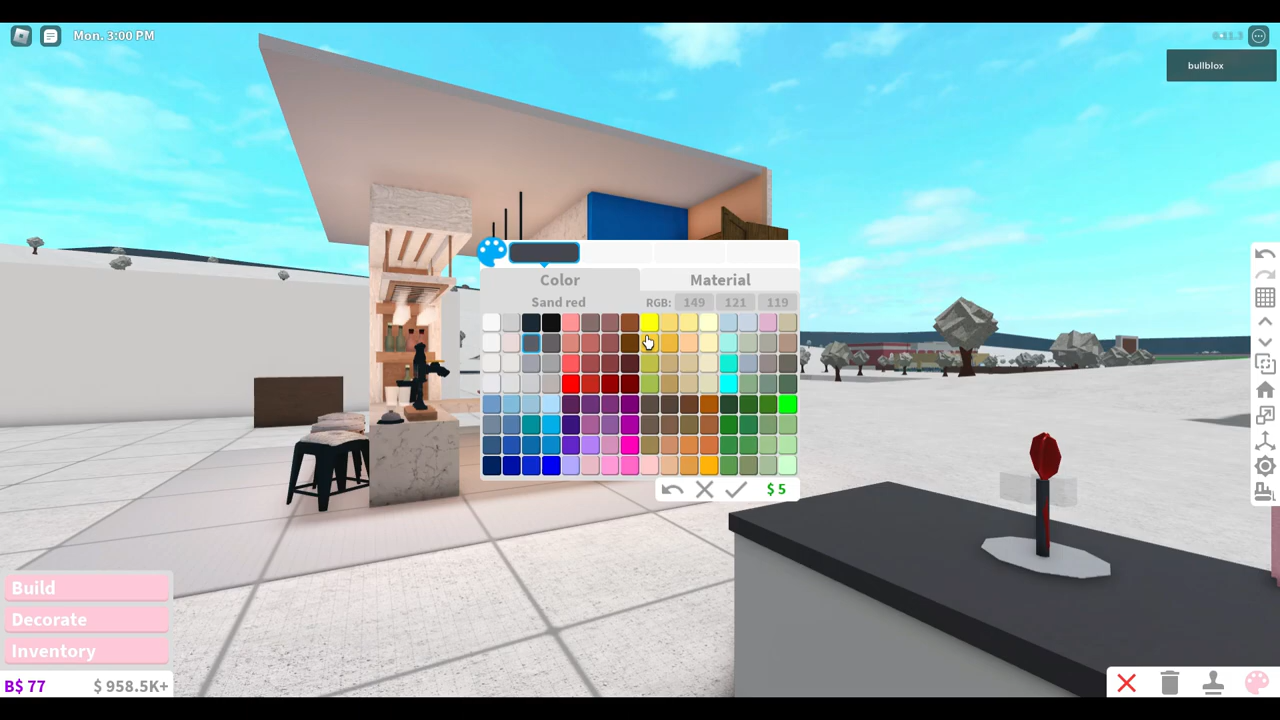 Mon. 3:00 PM
bullblox
Color
Material
Sand red
RGB: 149 121 119
$ 5
Build
Decorate
Inventory
B$ 77
$ 958.5K+